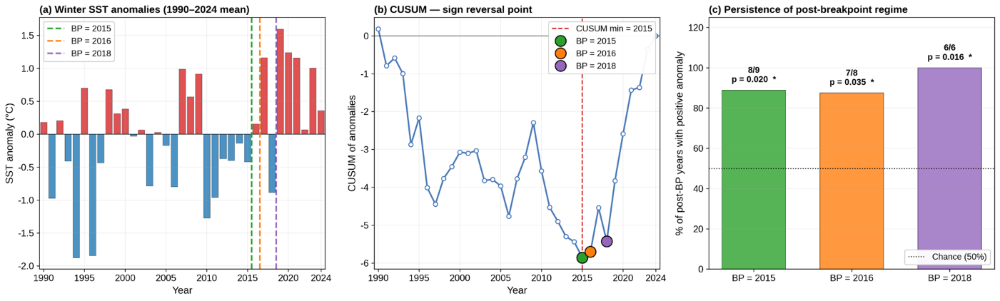 (a) Winter SST anomalies (1990–2024 mean)
BP = 2015
BP = 2016
BP = 2018
SST anomaly (°C)
1.5
1.0
0.5
0.0
-0.5
-1.0
-1.5
-2.0
1990
1995
2000
2005
2010
2015
2020
2024
Year
(b) CUSUM — sign reversal point
CUSUM min = 2015
BP = 2015
BP = 2016
BP = 2018
CUSUM of anomalies
0
-1
-2
-3
-4
-5
-6
1990
1995
2000
2005
2010
2015
2020
2024
Year
(c) Persistence of post-breakpoint regime
% of post-BP years with positive anomaly
120
100
80
60
40
20
0
8/9
p = 0.020 *
7/8
p = 0.035 *
6/6
p = 0.016 *
Chance (50%)
BP = 2015
BP = 2016
BP = 2018